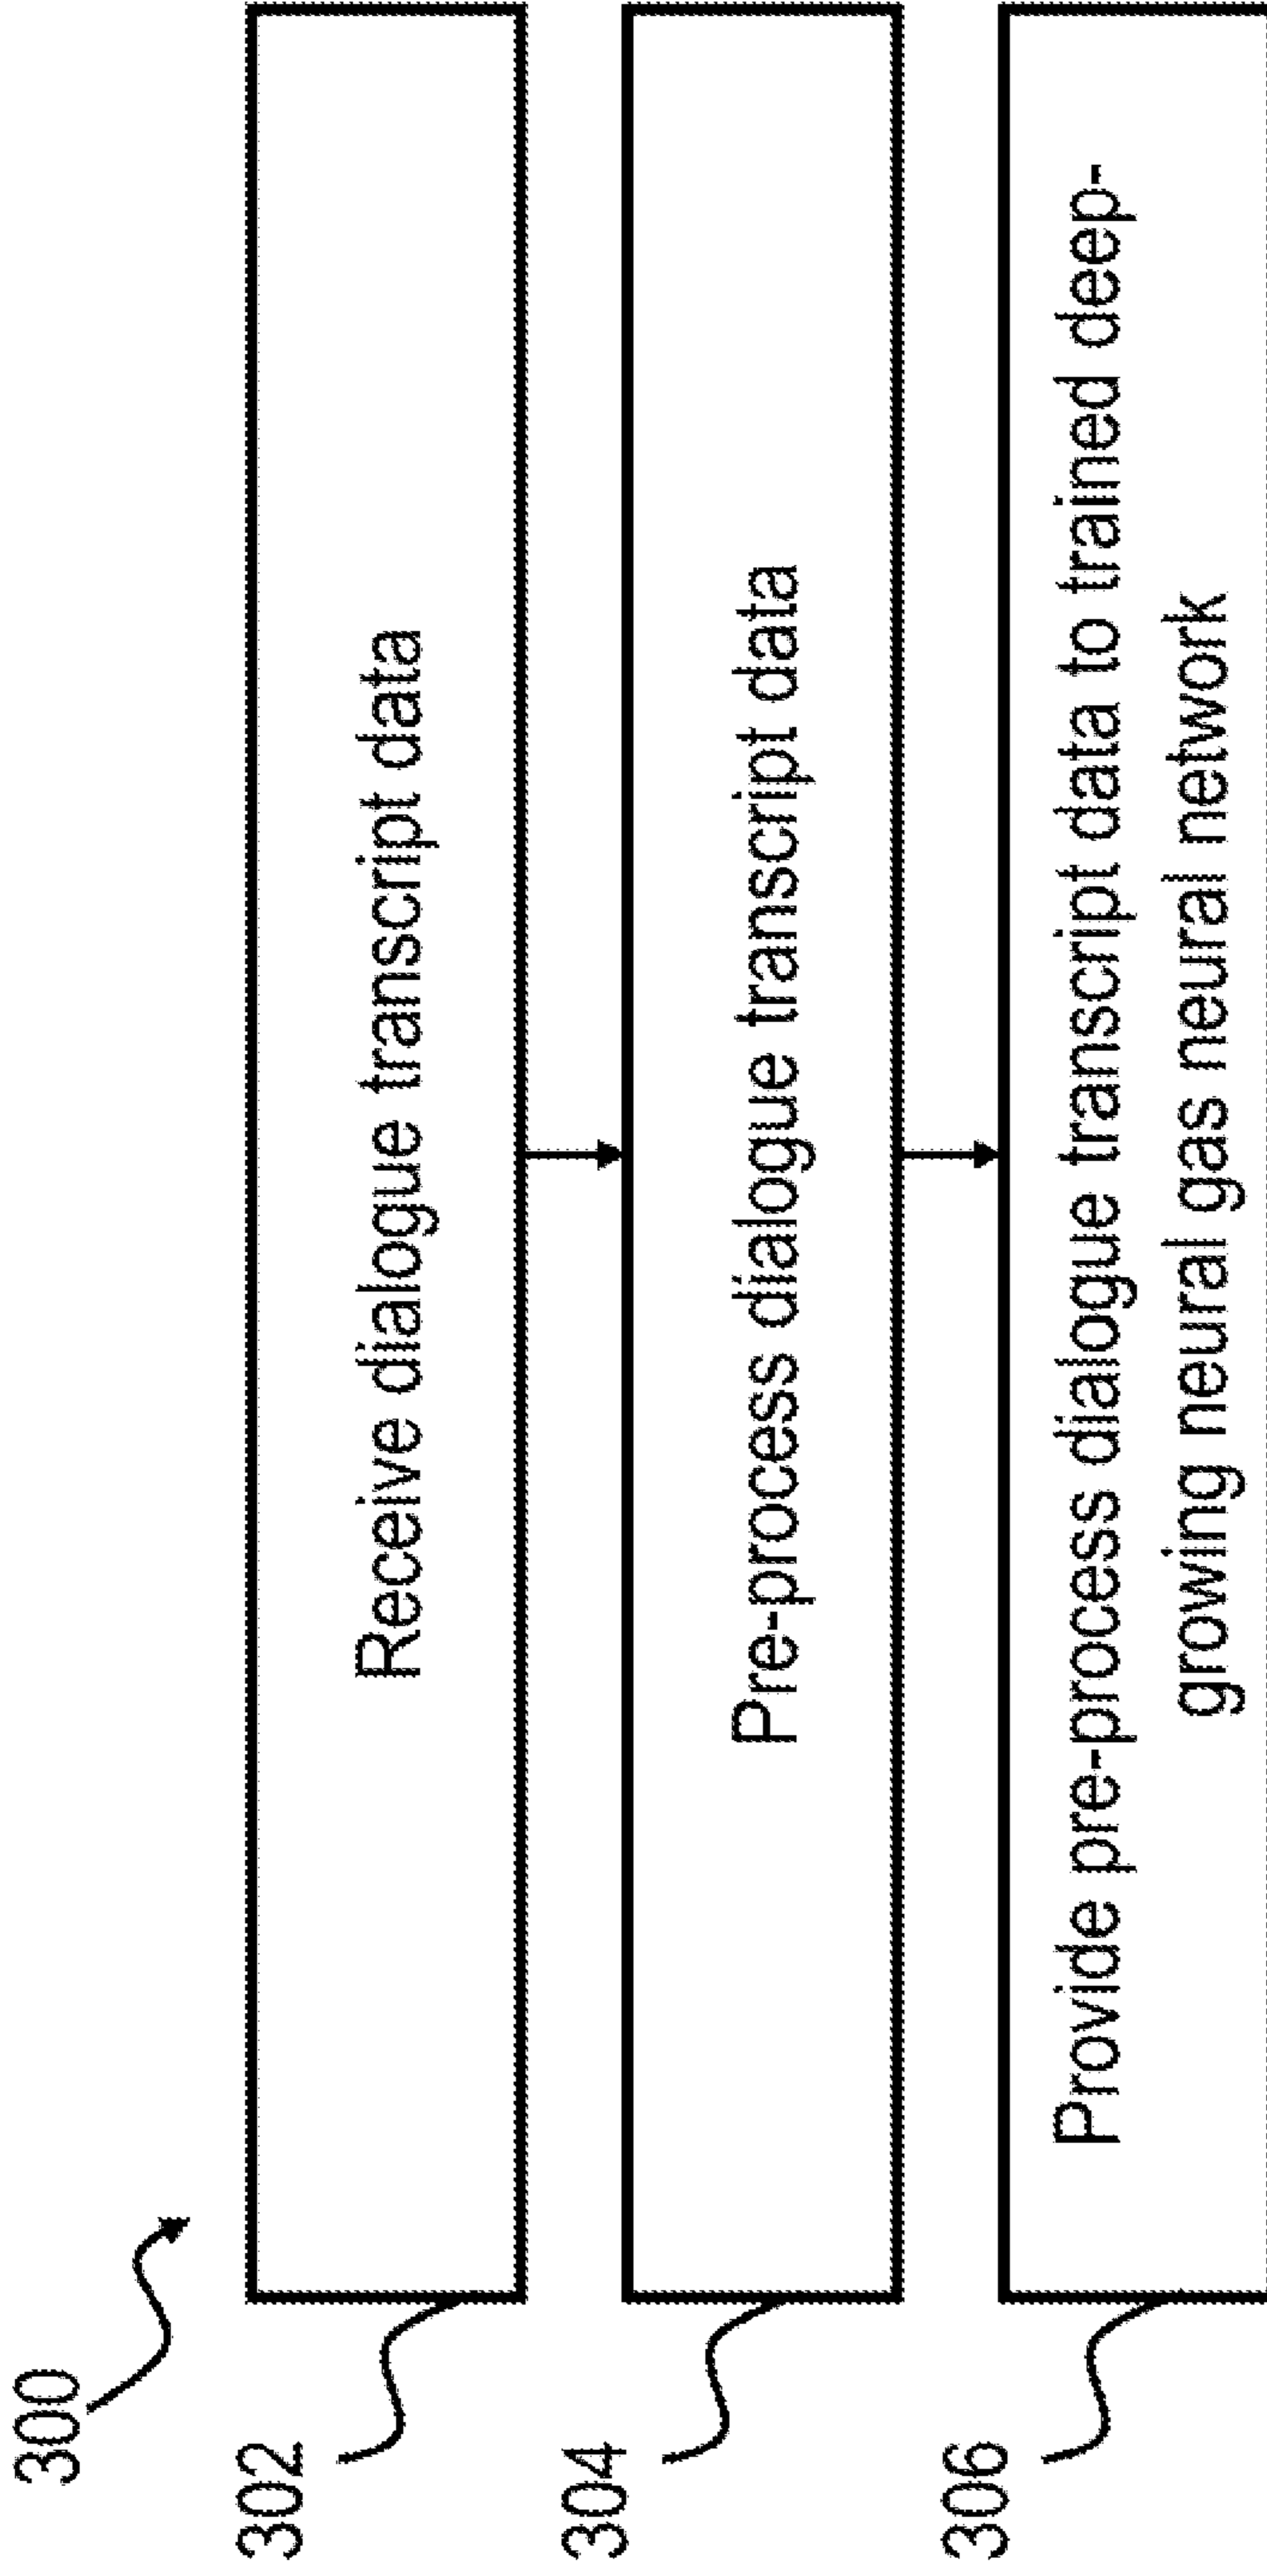 300
302
Receive dialogue transcript data
304
Pre-process dialogue transcript data
306
Provide pre-process dialogue transcript data to trained deep-
growing neural gas neural network